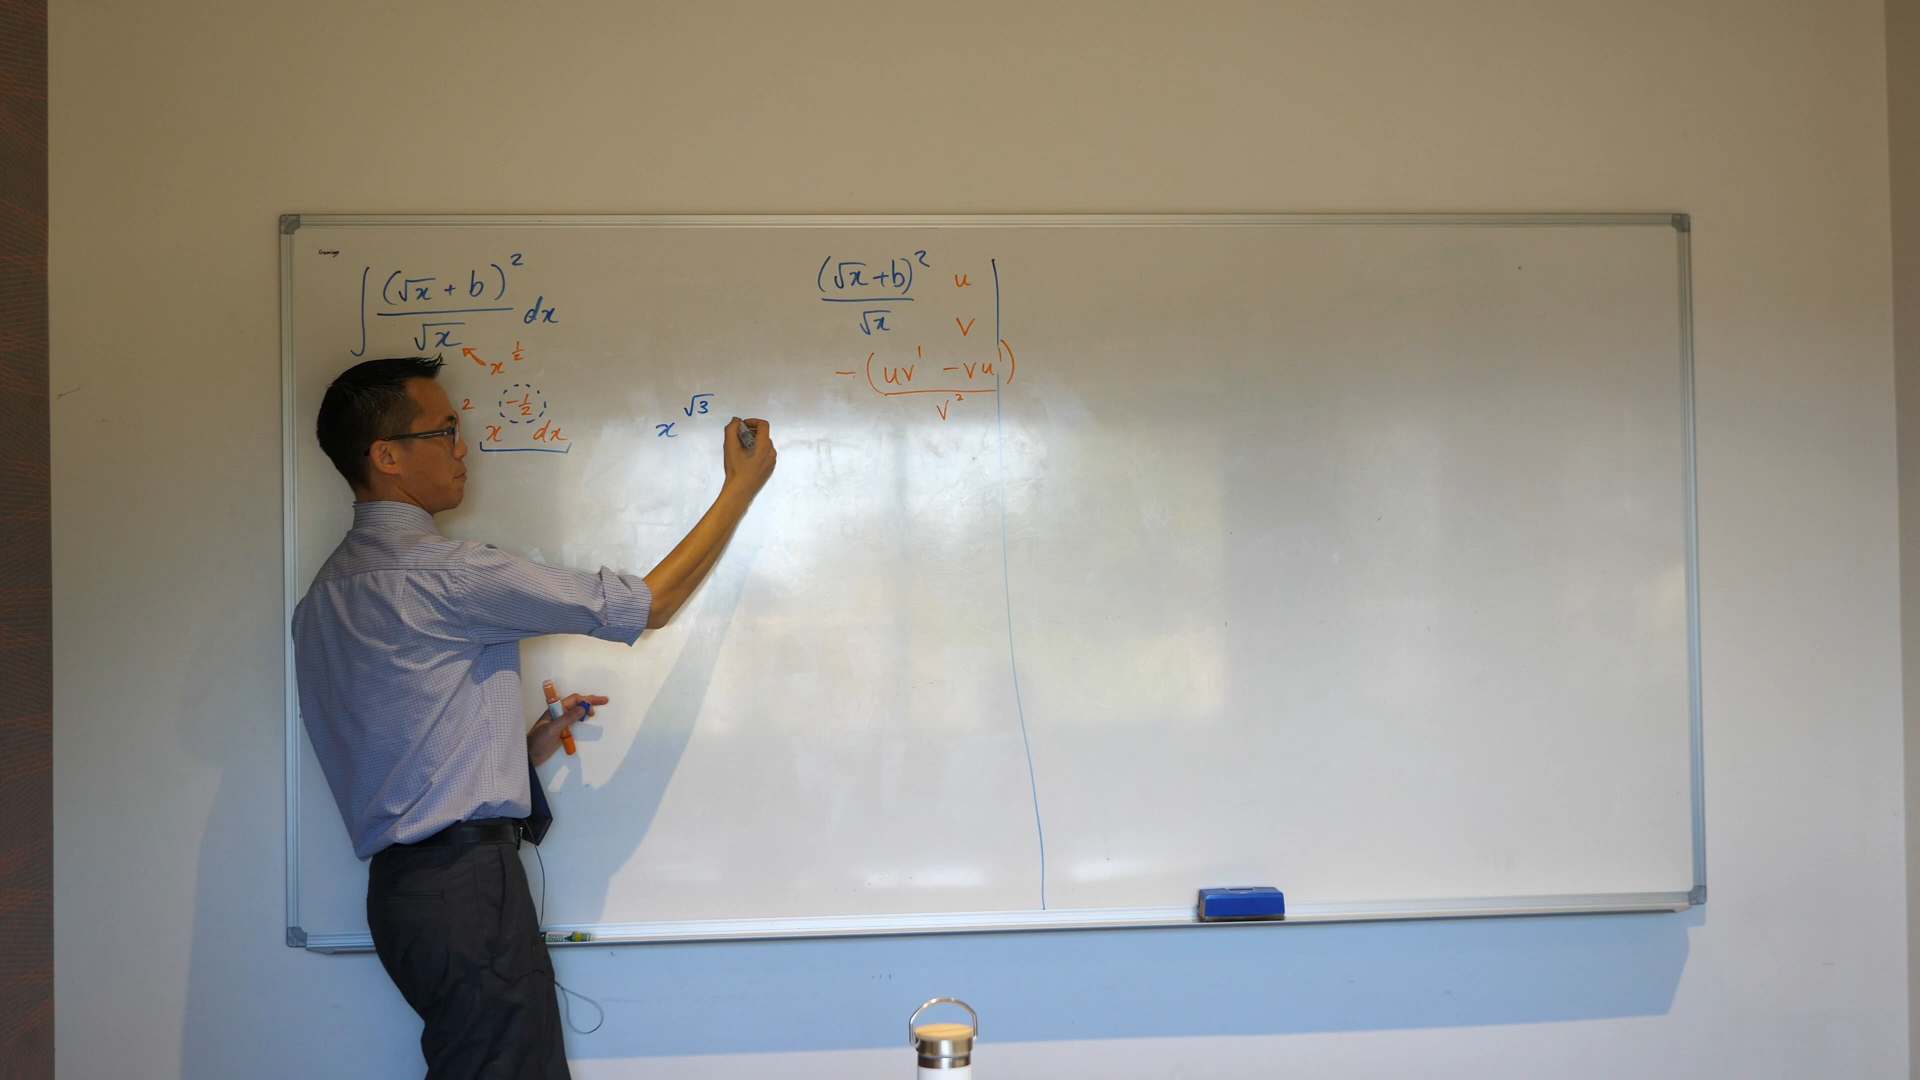 ∫ (√x + b)² / √x dx
x^½
² x^(-½) dx
x^√3
(√x+b)² / √x
u
v
- (uv' - vu') / v²